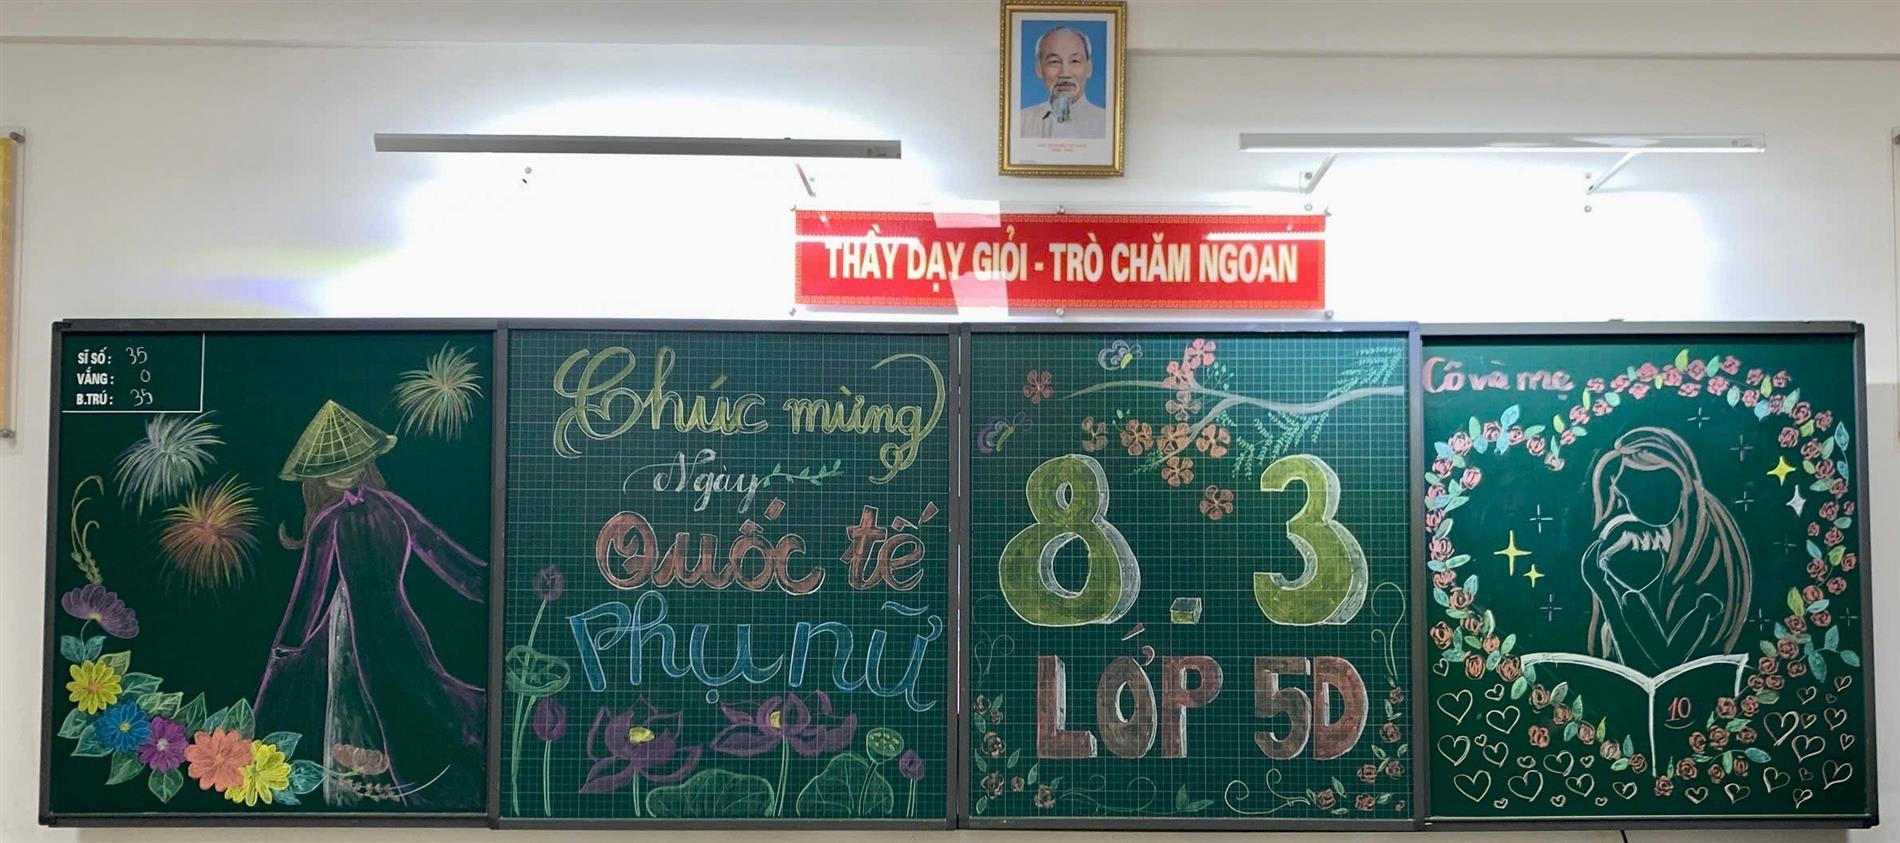 THẦY DẠY GIỎI - TRÒ CHĂM NGOAN
SĨ SỐ: 35
VẮNG: 0
B.TRÚ: 35
Chúc mừng
Ngày
Quốc tế
Phụ nữ
8.3
LỚP 5D
Cô và mẹ
10